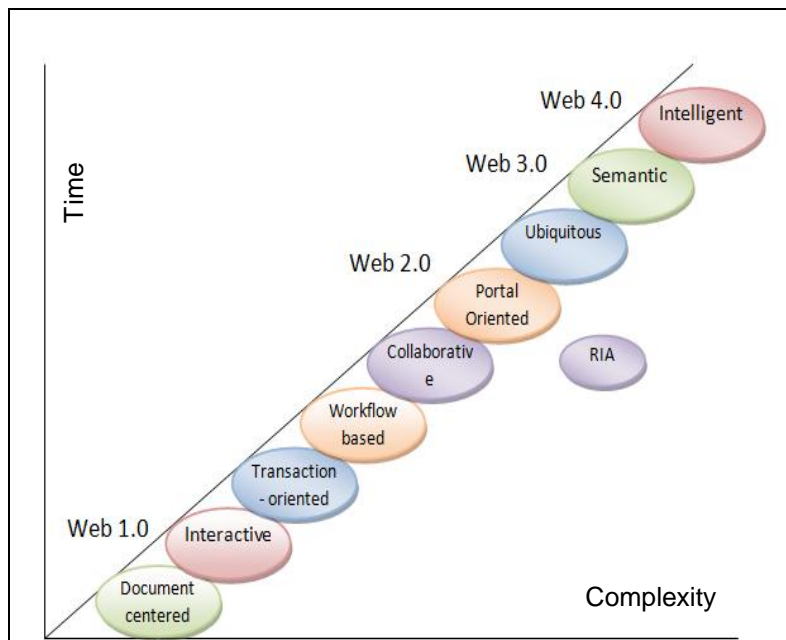 Web 4.0
Intelligent
Web 3.0
Semantic
Time
Ubiquitous
Web 2.0
Portal
Oriented
Collaborativ
e
RIA
Workflow
based
Transaction
- oriented
Web 1.0
Interactive
Document
centered
Complexity